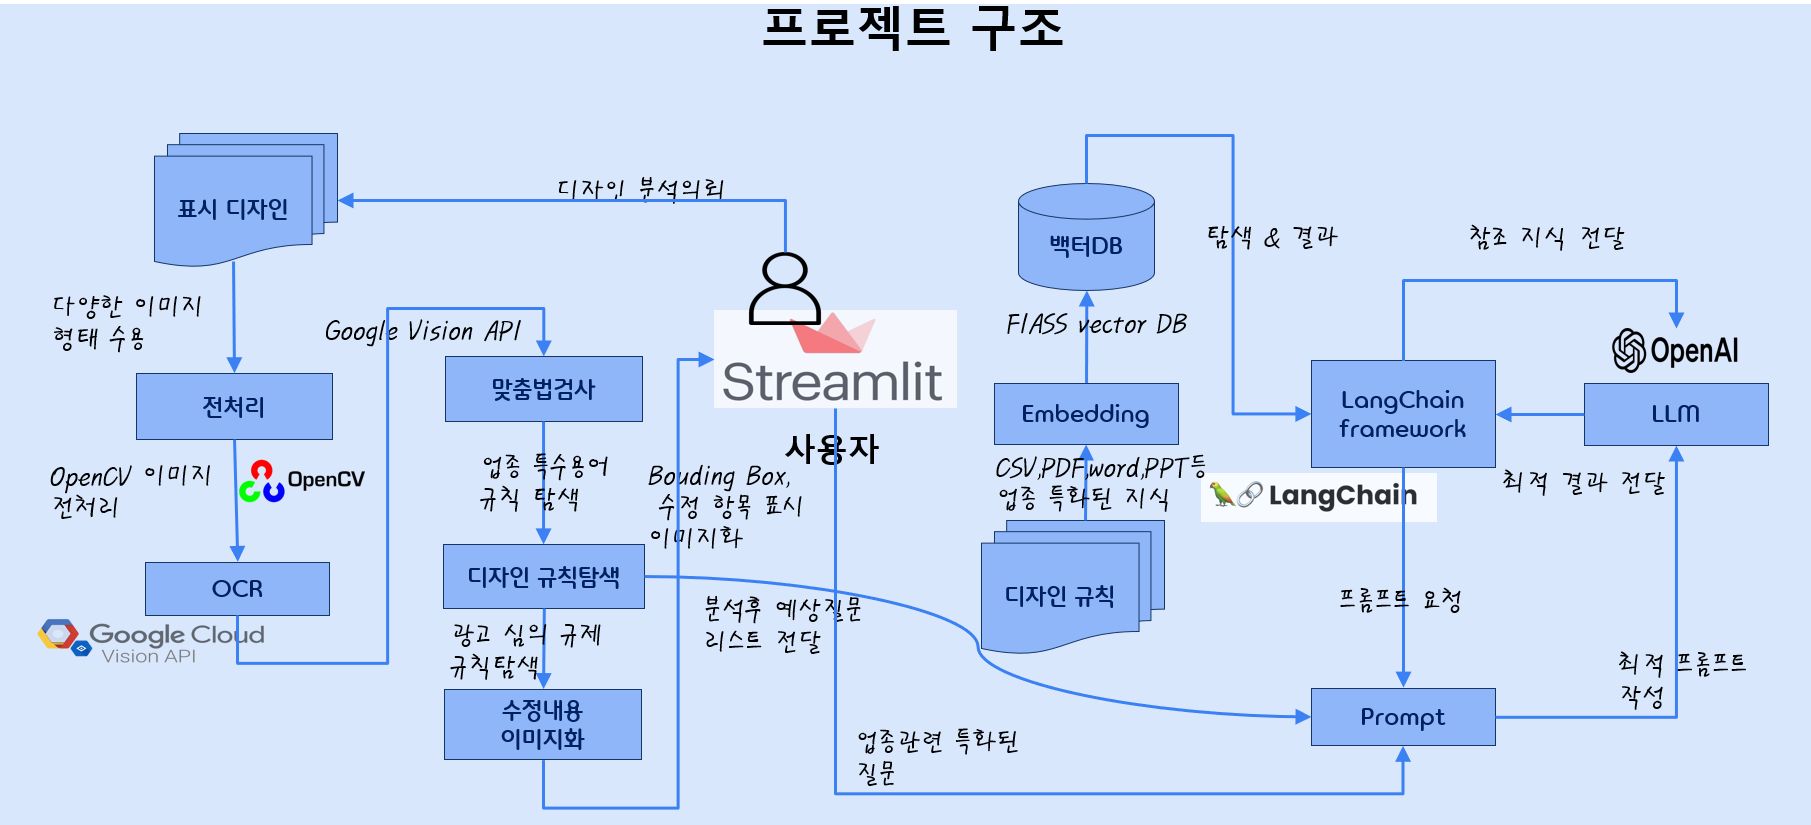 프로젝트 구조
표시 디자인
디자인 분석의뢰
다양한 이미지
형태 수용
전처리
OpenCV 이미지
전처리
OpenCV
OCR
Google Cloud
Vision API
Google Vision API
맞춤법검사
업종 특수용어
규칙 탐색
디자인 규칙탐색
광고 심의 규제
규칙탐색
수정내용
이미지화
Bouding Box,
수정 항목 표시
이미지화
Streamlit
사용자
분석후 예상질문
리스트 전달
업종관련 특화된
질문
백터DB
FIASS vector DB
Embedding
CSV,PDF,word,PPT등
업종 특화된 지식
디자인 규칙
탐색 & 결과
참조 지식 전달
LangChain
framework
LangChain
OpenAI
LLM
최적 결과 전달
프롬프트 요청
최적 프롬프트
작성
Prompt